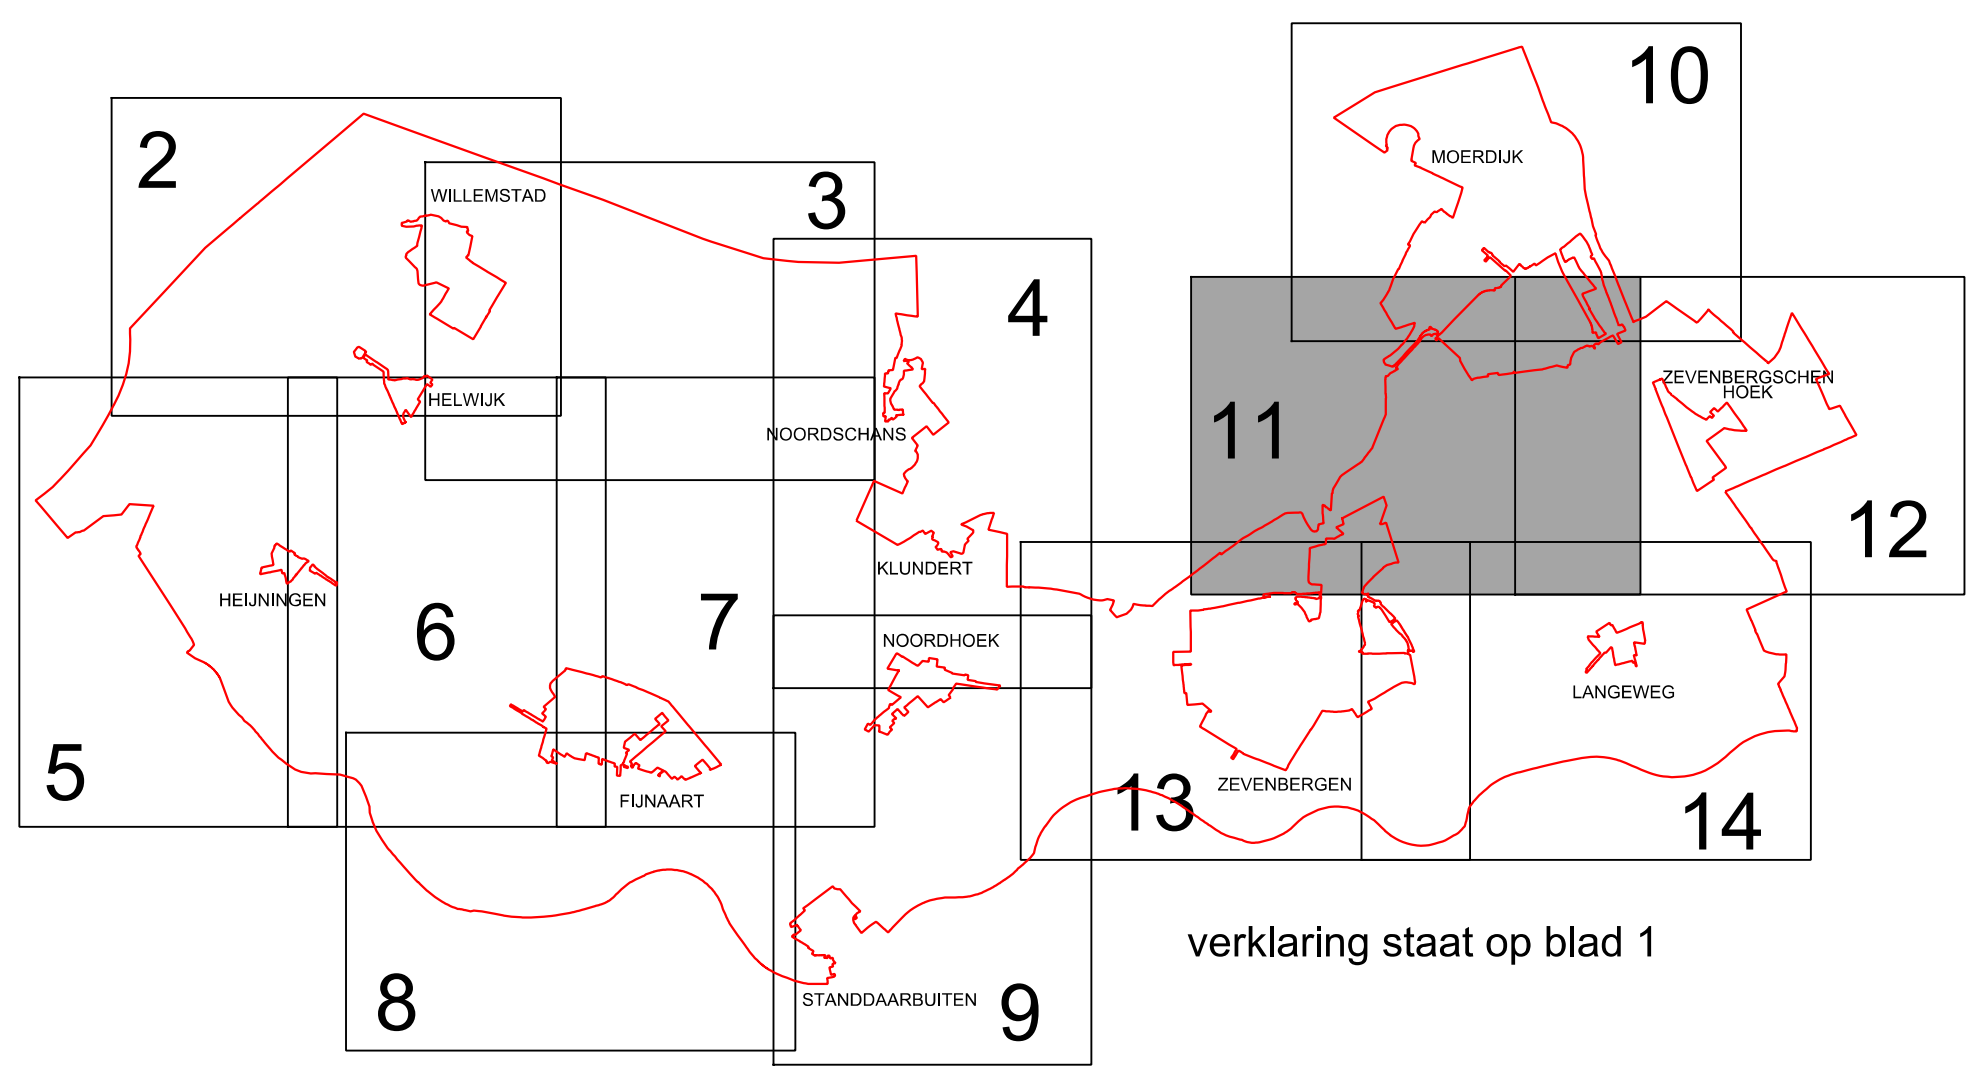 10
2
MOERDIJK
WILLEMSTAD
3
4
ZEVENBERGSCHEN
HOEK
HELWIJK
11
NOORDSCHANS
12
KLUNDERT
HEIJNINGEN
6
7
NOORDHOEK
LANGEWEG
5
ZEVENBERGEN
FIJNAART
13
14
verklaring staat op blad 1
8
STANDDAARBUITEN
9